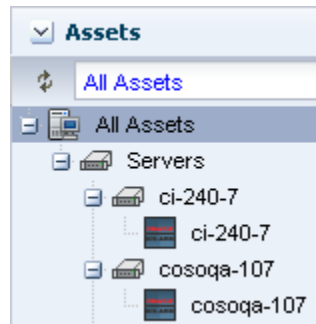 Assets
All Assets
All Assets
Servers
ci-240-7
ci-240-7
cosoqa-107
cosoqa-107